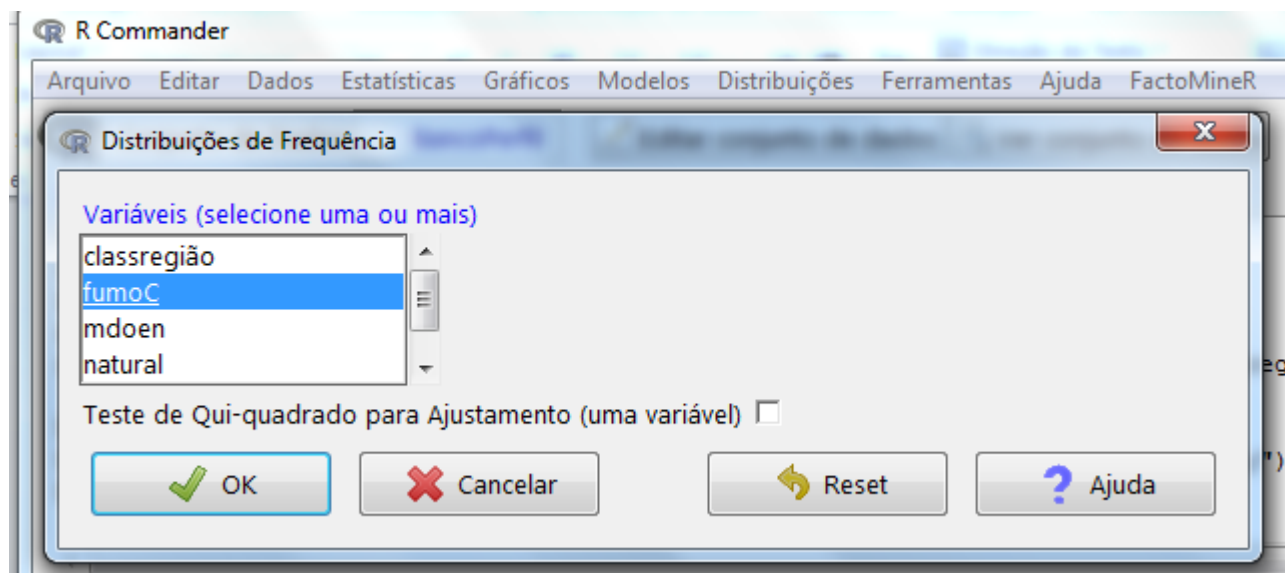 R Commander
Arquivo Editar Dados Estatísticas Gráficos Modelos Distribuições Ferramentas Ajuda FactoMineR
Distribuições de Frequência
Variáveis (selecione uma ou mais)
classregião
fumoC
mdoen
natural
Teste de Qui-quadrado para Ajustamento (uma variável)
OK Cancelar Reset Ajuda